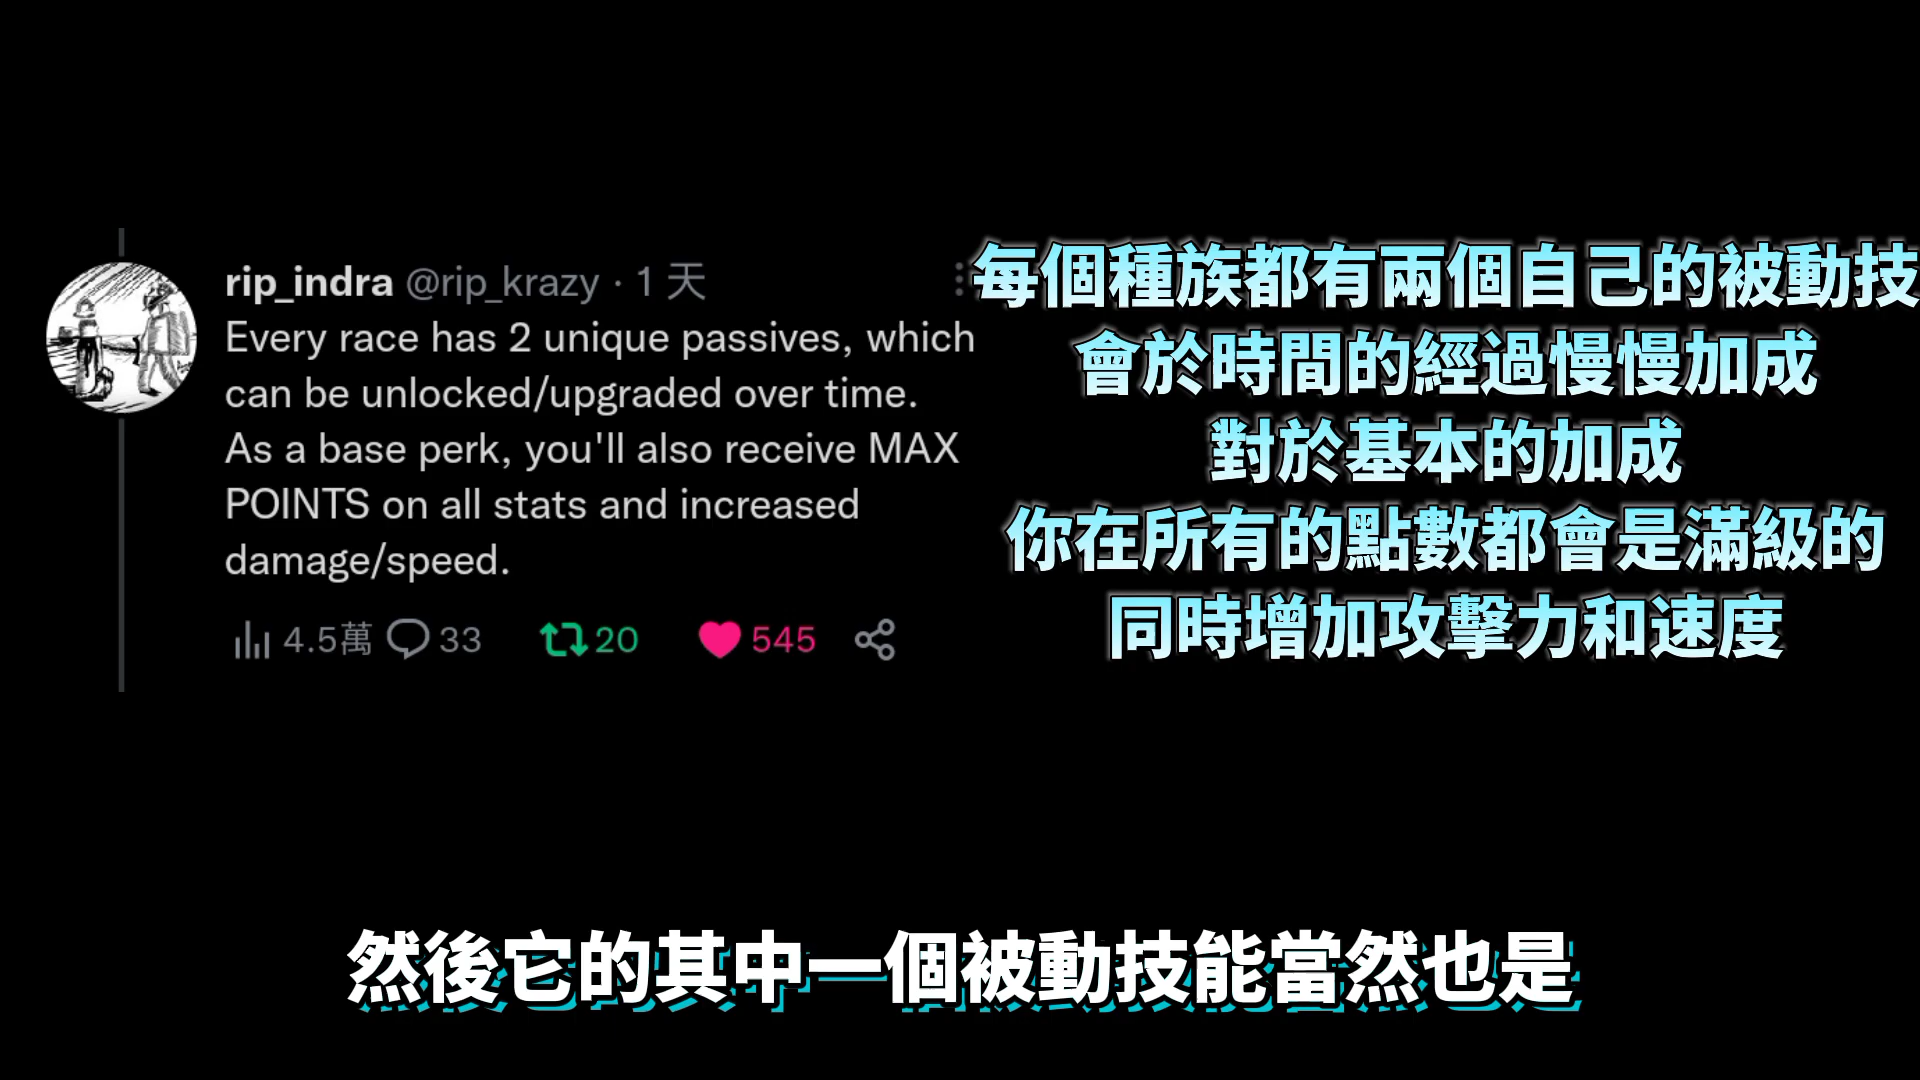 rip_indra @rip_krazy · 1 天
Every race has 2 unique passives, which
can be unlocked/upgraded over time.
As a base perk, you'll also receive MAX
POINTS on all stats and increased
damage/speed.
4.5萬 33 20 545
每個種族都有兩個自己的被動技
會於時間的經過慢慢加成
對於基本的加成
你在所有的點數都會是滿級的
同時增加攻擊力和速度
然後它的其中一個被動技能當然也是